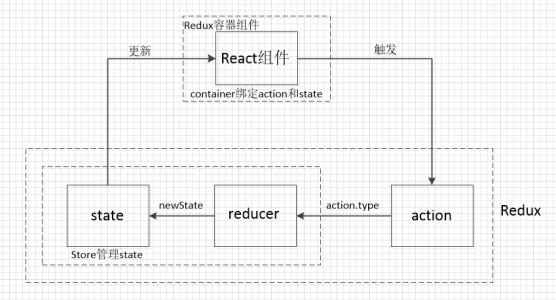 Redux容器组件
更新
React组件
触发
container绑定action和state
state
newState
reducer
action.type
action
Redux
Store管理state